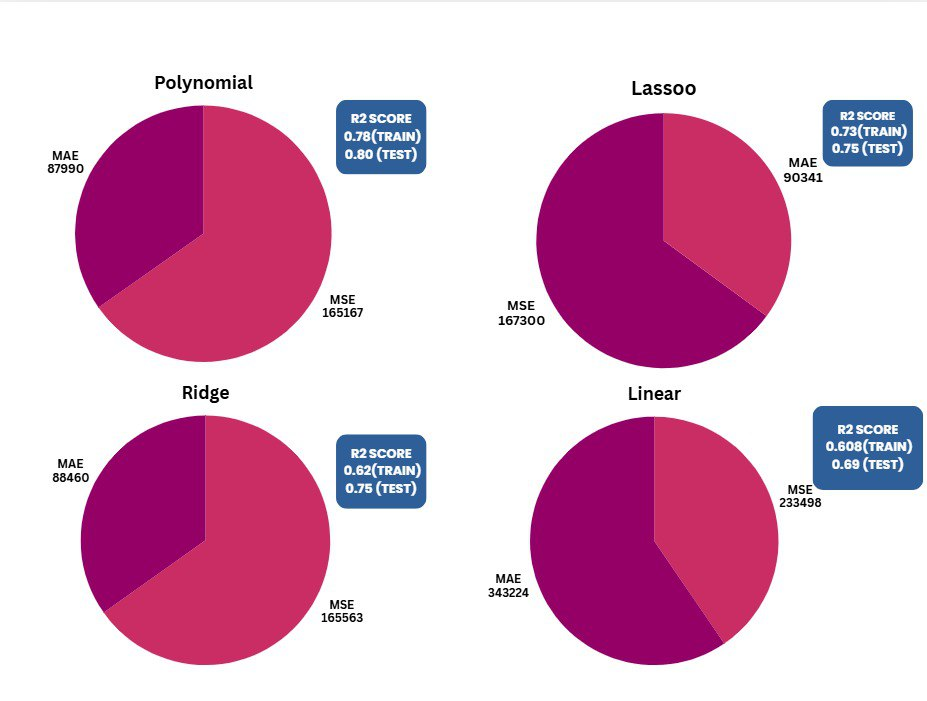 Polynomial
R2 SCORE
0.78(TRAIN)
0.80 (TEST)
MAE
87990
MSE
165167
Lassoo
R2 SCORE
0.73(TRAIN)
0.75 (TEST)
MAE
90341
MSE
167300
Ridge
R2 SCORE
0.62(TRAIN)
0.75 (TEST)
MAE
88460
MSE
165563
Linear
R2 SCORE
0.608(TRAIN)
0.69 (TEST)
MSE
233498
MAE
343224